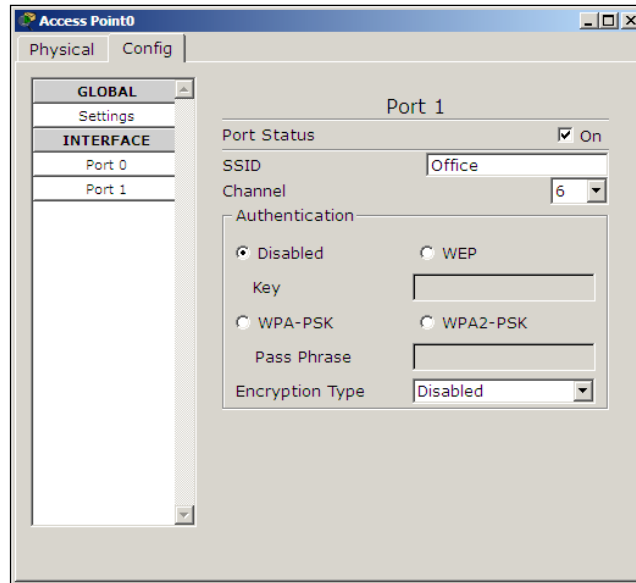 Access Point0
Physical Config
GLOBAL
Settings
INTERFACE
Port 0
Port 1
Port 1
Port Status On
SSID Office
Channel 6
Authentication
Disabled WEP
Key
WPA-PSK WPA2-PSK
Pass Phrase
Encryption Type Disabled